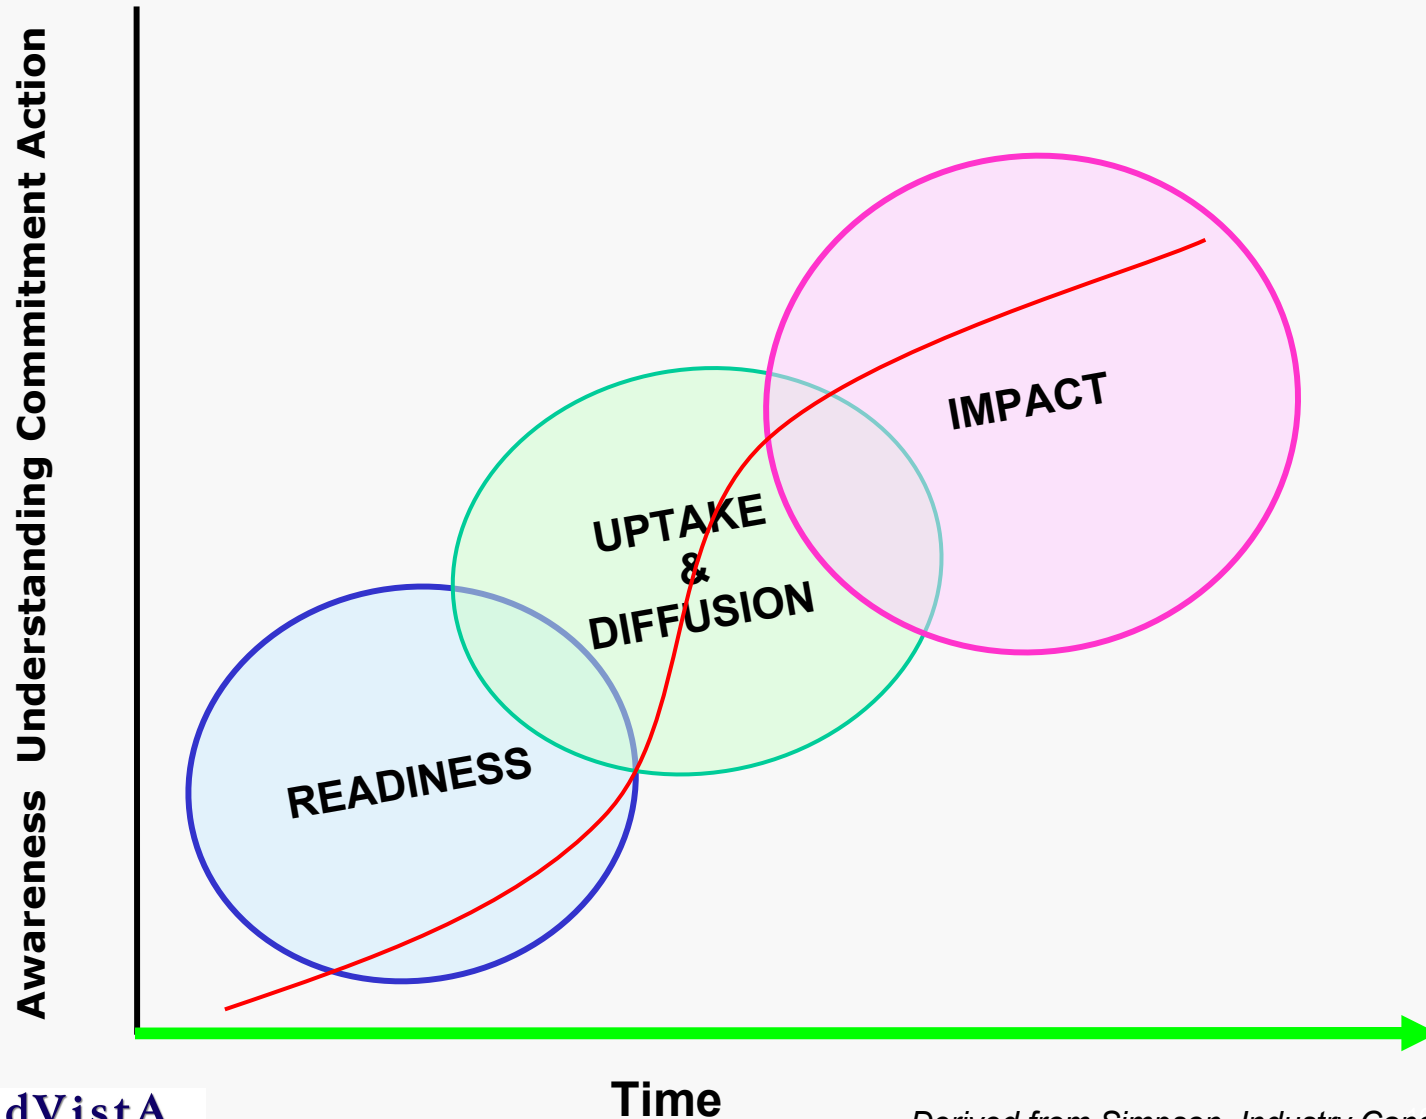 Awareness Understanding Commitment Action
IMPACT
UPTAKE
&
DIFFUSION
READINESS
Time
dVistA
Derived from Simpson, Industry